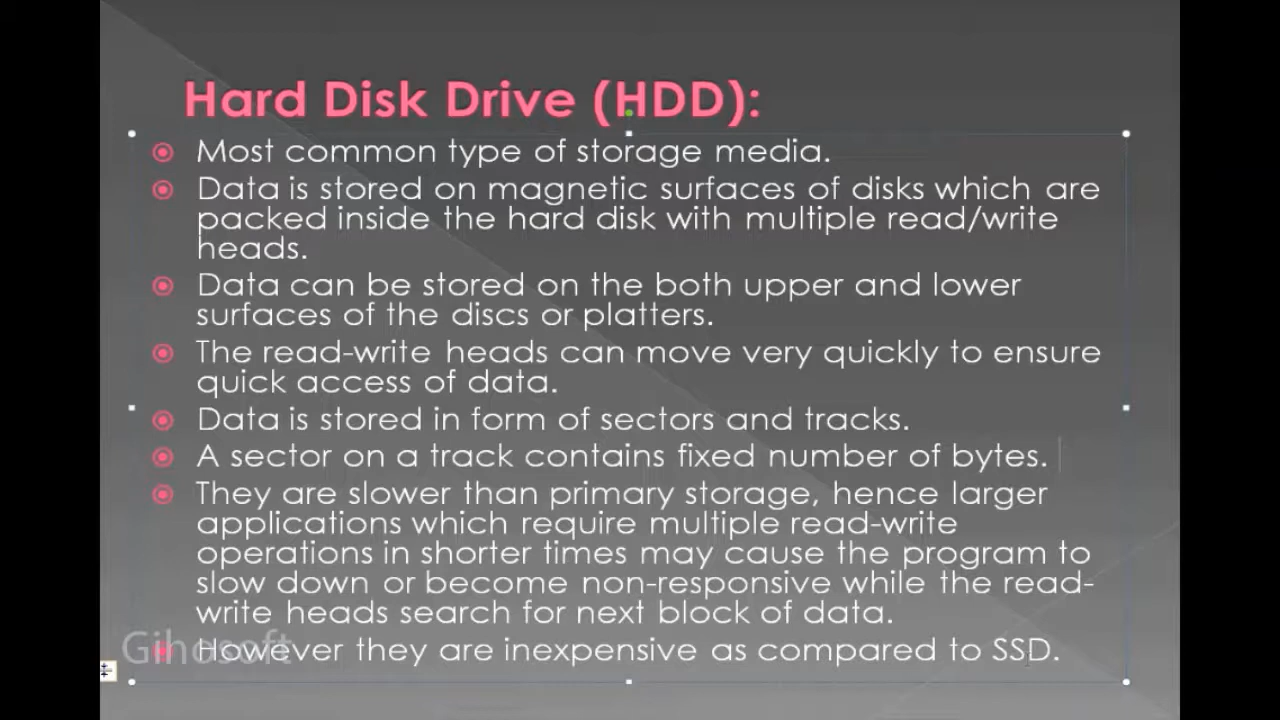 Hard Disk Drive (HDD):
Most common type of storage media.
Data is stored on magnetic surfaces of disks which are
packed inside the hard disk with multiple read/write
heads.
Data can be stored on the both upper and lower
surfaces of the discs or platters.
The read-write heads can move very quickly to ensure
quick access of data.
Data is stored in form of sectors and tracks.
A sector on a track contains fixed number of bytes.
They are slower than primary storage, hence larger
applications which require multiple read-write
operations in shorter times may cause the program to
slow down or become non-responsive while the read-
write heads search for next block of data.
However they are inexpensive as compared to SSD.
Gihosoft